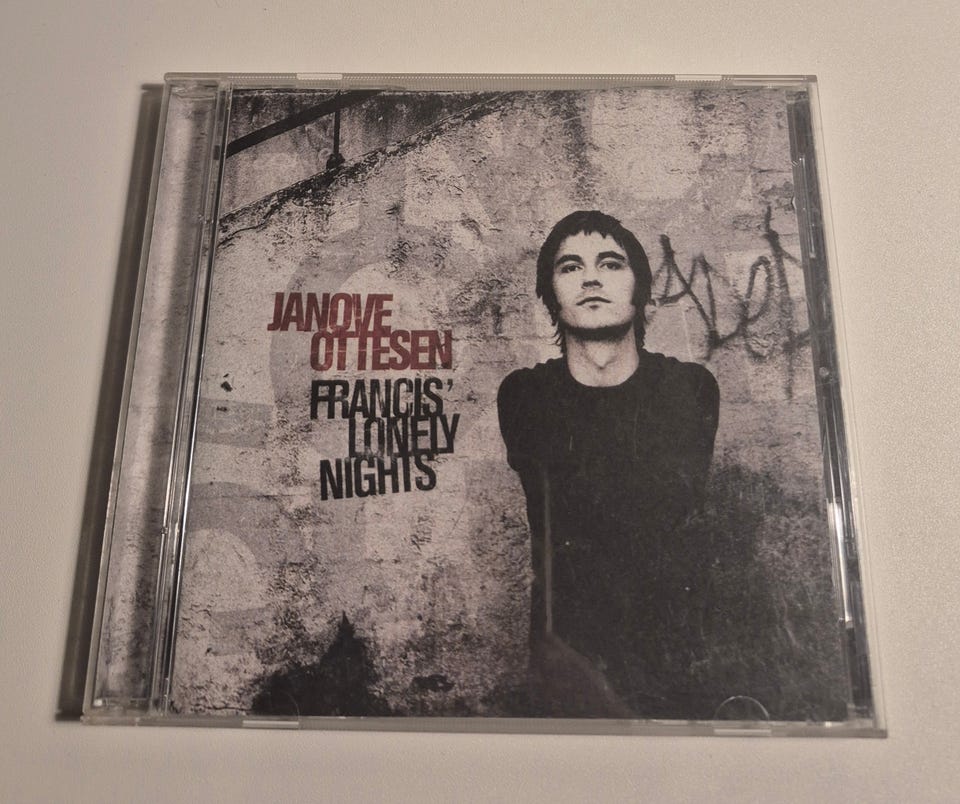 JANOVE
OTTESEN
FRANCIS'
LONELY
NIGHTS